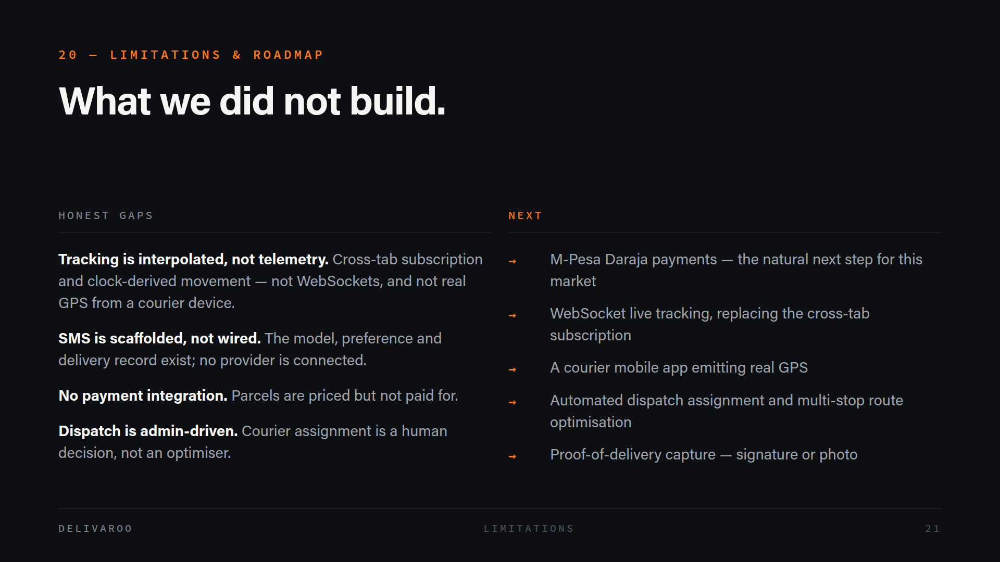 20 — LIMITATIONS & ROADMAP
What we did not build.
HONEST GAPS
Tracking is interpolated, not telemetry. Cross-tab subscription
and clock-derived movement — not WebSockets, and not real
GPS from a courier device.
SMS is scaffolded, not wired. The model, preference and
delivery record exist; no provider is connected.
No payment integration. Parcels are priced but not paid for.
Dispatch is admin-driven. Courier assignment is a human
decision, not an optimiser.
NEXT
→ M-Pesa Daraja payments — the natural next step for this
market
→ WebSocket live tracking, replacing the cross-tab
subscription
→ A courier mobile app emitting real GPS
→ Automated dispatch assignment and multi-stop route
optimisation
→ Proof-of-delivery capture — signature or photo
DELIVAROO
LIMITATIONS
21